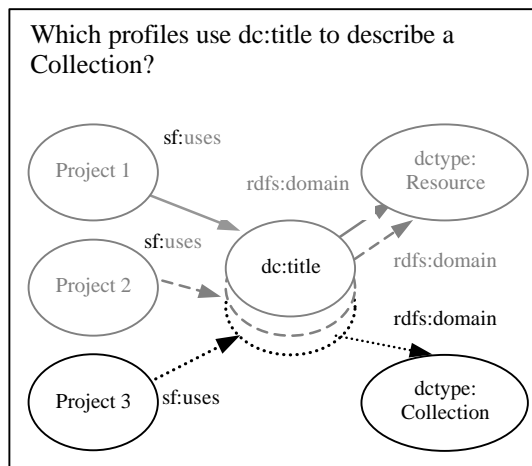 Which profiles use dc:title to describe a
Collection?
sf:uses
Project 1
dctype:
Resource
rdfs:domain
sf:uses
dc:title
rdfs:domain
Project 2
rdfs:domain
Project 3
sf:uses
dctype:
Collection